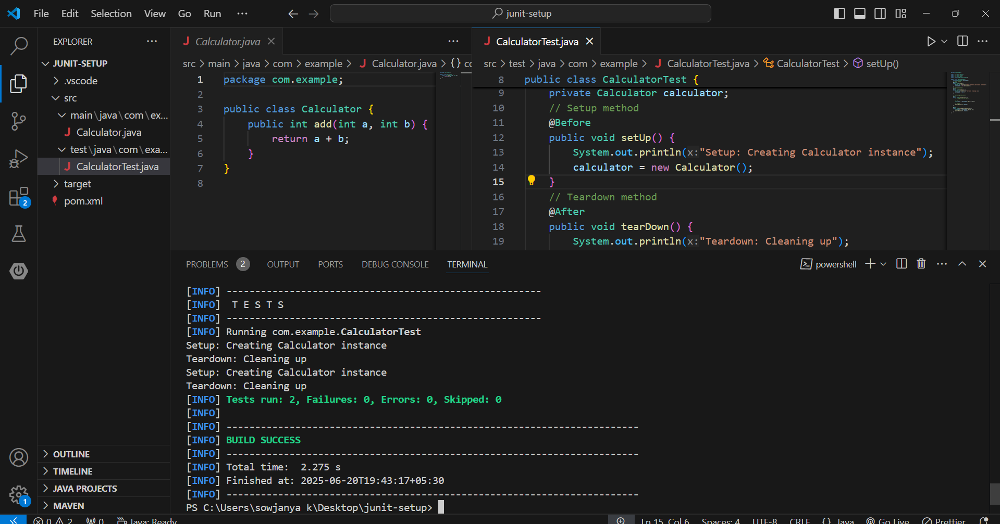 File Edit Selection View Go Run ··· junit-setup
EXPLORER ···
JUNIT-SETUP
.vscode
src
main\java\com\ex...
Calculator.java
test\java\com\exa...
CalculatorTest.java
target
pom.xml
OUTLINE
TIMELINE
JAVA PROJECTS
MAVEN
2
1
J Calculator.java ···
src > main > java > com > example > J Calculator.java > {} cc
1 package com.example;
2
3 public class Calculator {
4 public int add(int a, int b) {
5 return a + b;
6 }
7 }
8
J CalculatorTest.java ···
src > test > java > com > example > J CalculatorTest.java > CalculatorTest > setUp()
8 public class CalculatorTest {
9 private Calculator calculator;
10 // Setup method
11 @Before
12 public void setUp() {
13 System.out.println(x:"Setup: Creating Calculator instance");
14 calculator = new Calculator();
15 }
16 // Teardown method
17 @After
18 public void tearDown() {
19 System.out.println(x:"Teardown: Cleaning up");
PROBLEMS 2 OUTPUT PORTS DEBUG CONSOLE TERMINAL powershell ···
[INFO] -------------------------------------------------------
[INFO]  T E S T S
[INFO] -------------------------------------------------------
[INFO] Running com.example.CalculatorTest
Setup: Creating Calculator instance
Teardown: Cleaning up
Setup: Creating Calculator instance
Teardown: Cleaning up
[INFO] Tests run: 2, Failures: 0, Errors: 0, Skipped: 0
[INFO]
[INFO] ------------------------------------------------------------------------
[INFO] BUILD SUCCESS
[INFO] ------------------------------------------------------------------------
[INFO] Total time:  2.275 s
[INFO] Finished at: 2025-06-20T19:43:17+05:30
[INFO] ------------------------------------------------------------------------
PS C:\Users\sowjanya k\Desktop\junit-setup>
0 2 0 Java: Ready Ln 15, Col 6 Spaces: 4 UTF-8 CRLF {} Java Go Live Prettier